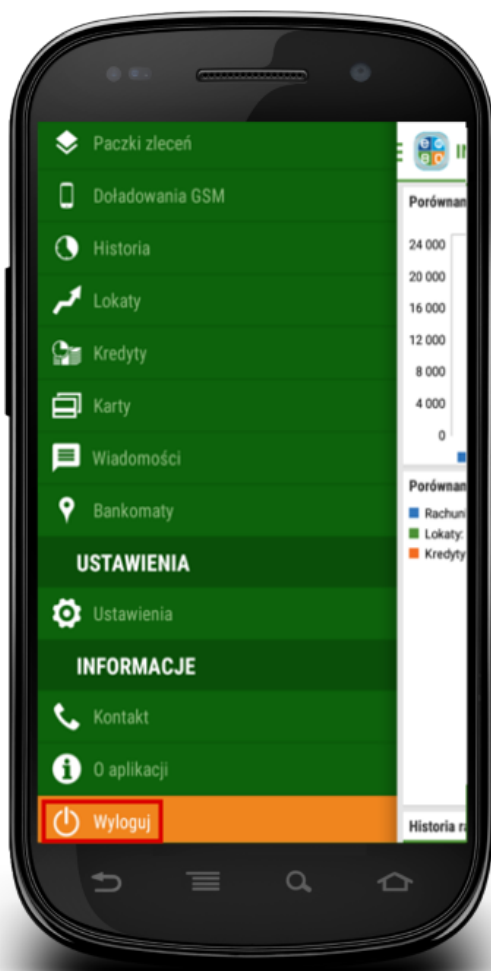 Paczki zleceń
Doładowania GSM
Historia
Lokaty
Kredyty
Karty
Wiadomości
Bankomaty
USTAWIENIA
Ustawienia
INFORMACJE
Kontakt
O aplikacji
Wyloguj
Porównan
24 000
20 000
16 000
12 000
8 000
4 000
0
Porównan
Rachun
Lokaty:
Kredyty
Historia r